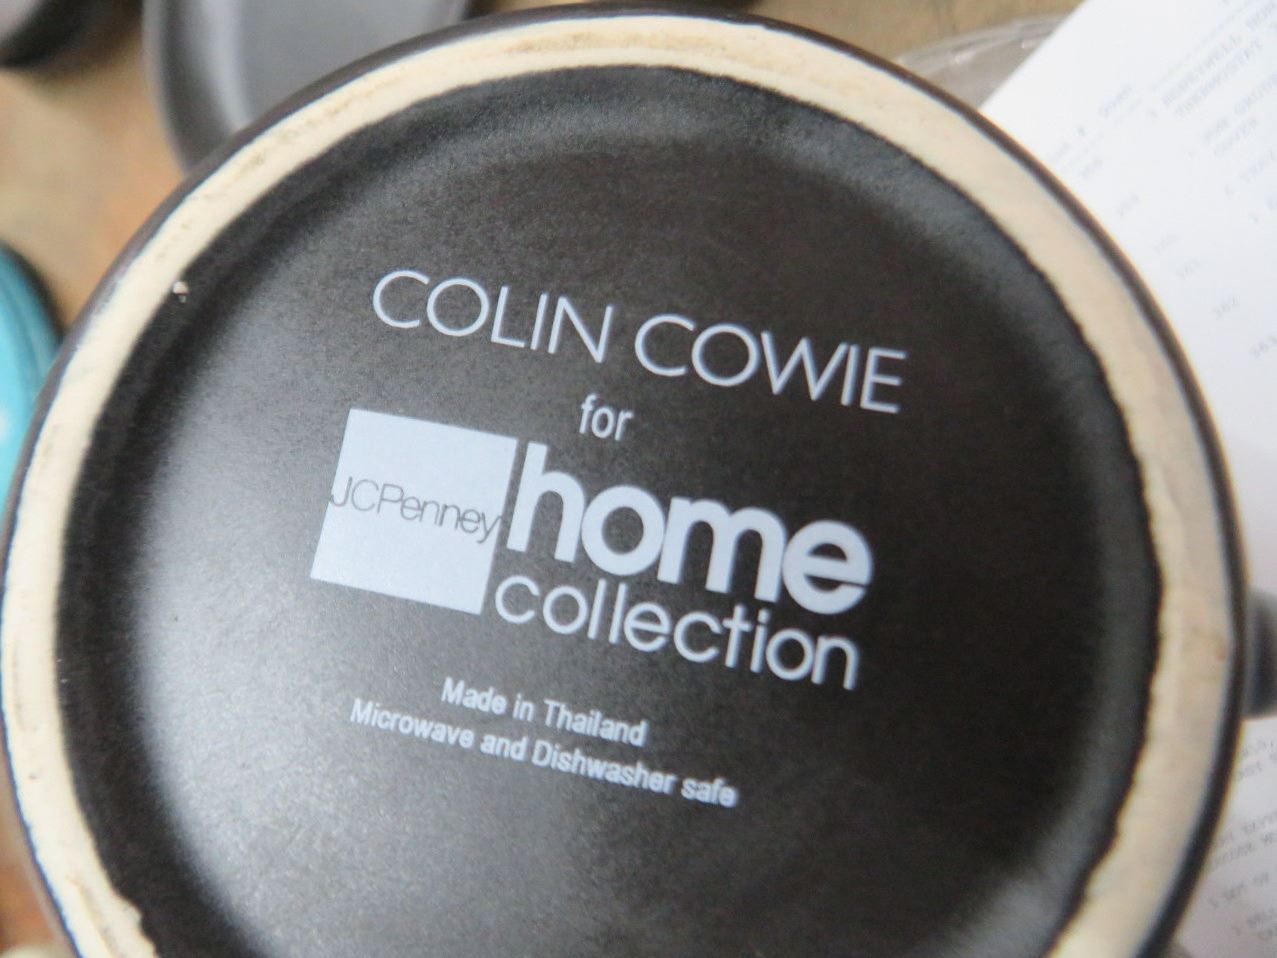 COLIN COWIE
for
JCPenney home
collection
Made in Thailand
Microwave and Dishwasher safe